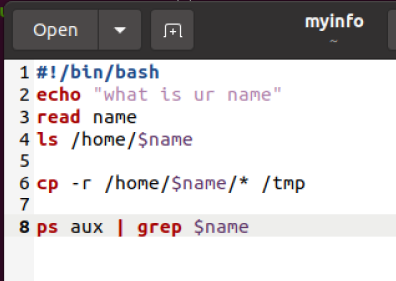 Open
myinfo
~
1 #!/bin/bash
2 echo "what is ur name"
3 read name
4 ls /home/$name
5
6 cp -r /home/$name/* /tmp
7
8 ps aux | grep $name